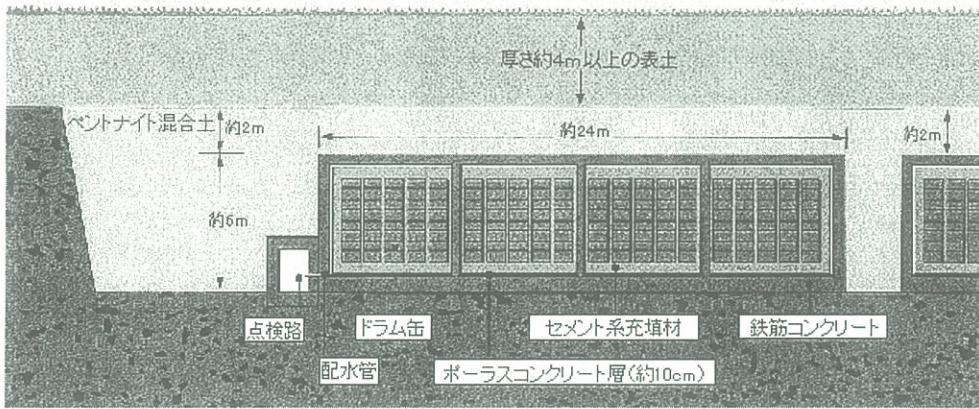 厚さ約4m以上の表土
ベントナイト混合土
約2m
約24m
約2m
約6m
点検路
ドラム缶
セメント系充填材
鉄筋コンクリート
配水管
ポーラスコンクリート層(約10cm)